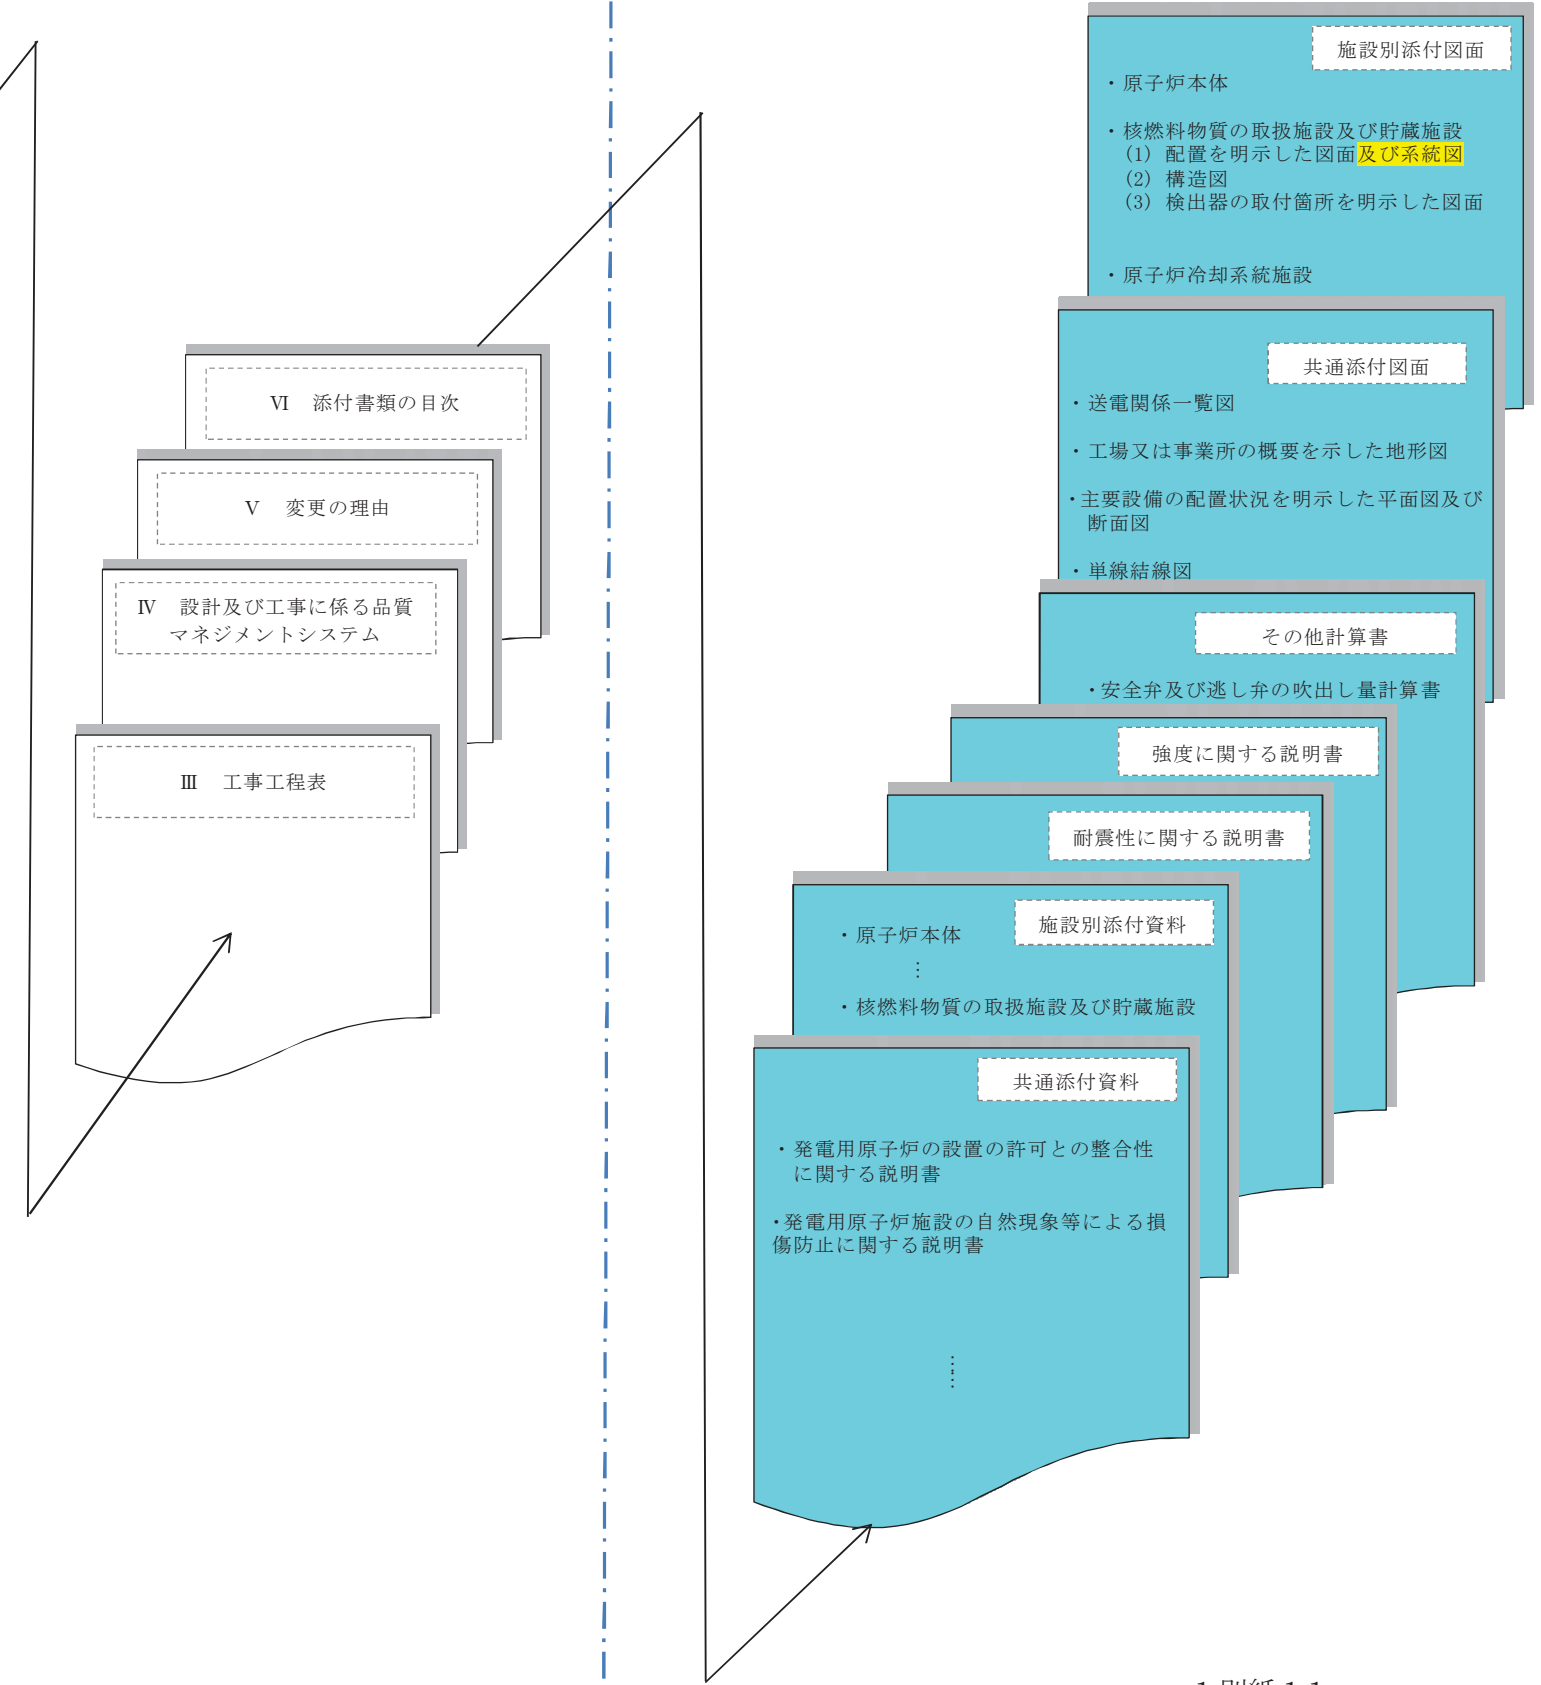 Ⅵ 添付書類の目次
Ⅴ 変更の理由
Ⅳ 設計及び工事に係る品質
マネジメントシステム
Ⅲ 工事工程表
施設別添付図面
・原子炉本体
・核燃料物質の取扱施設及び貯蔵施設
(1) 配置を明示した図面及び系統図
(2) 構造図
(3) 検出器の取付箇所を明示した図面
・原子炉冷却系統施設
共通添付図面
・送電関係一覧図
・工場又は事業所の概要を示した地形図
・主要設備の配置状況を明示した平面図及び
断面図
・単線結線図
その他計算書
・安全弁及び逃し弁の吹出し量計算書
強度に関する説明書
耐震性に関する説明書
施設別添付資料
・原子炉本体
…
・核燃料物質の取扱施設及び貯蔵施設
共通添付資料
・発電用原子炉の設置の許可との整合性
に関する説明書
・発電用原子炉施設の自然現象等による損
傷防止に関する説明書
……